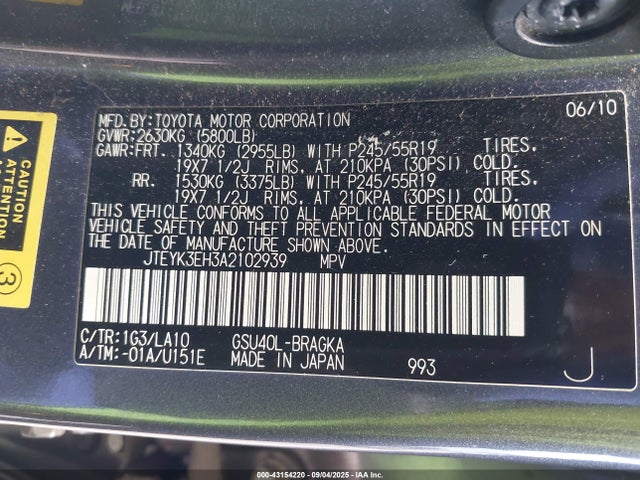 06/10
MFD.BY:TOYOTA MOTOR CORPORATION
GVWR:2630KG (5800LB)
GAWR:FRT. 1340KG (2955LB) WITH P245/55R19 TIRES.
19X7 1/2J RIMS, AT 210KPA (30PSI) COLD.
RR. 1530KG (3375LB) WITH P245/55R19 TIRES.
19X7 1/2J RIMS, AT 210KPA (30PSI) COLD.
THIS VEHICLE CONFORMS TO ALL APPLICABLE FEDERAL MOTOR
VEHICLE SAFETY AND THEFT PREVENTION STANDARDS IN EFFECT ON
THE DATE OF MANUFACTURE SHOWN ABOVE.
JTEYK3EH3A2102939 MPV
C/TR:1G3/LA10 GSU40L-BRAGKA
A/TM:-01A/U151E MADE IN JAPAN 993 J
CAUTION
ATTENTION
3
000-43154220 - 09/04/2025 - IAA Inc.